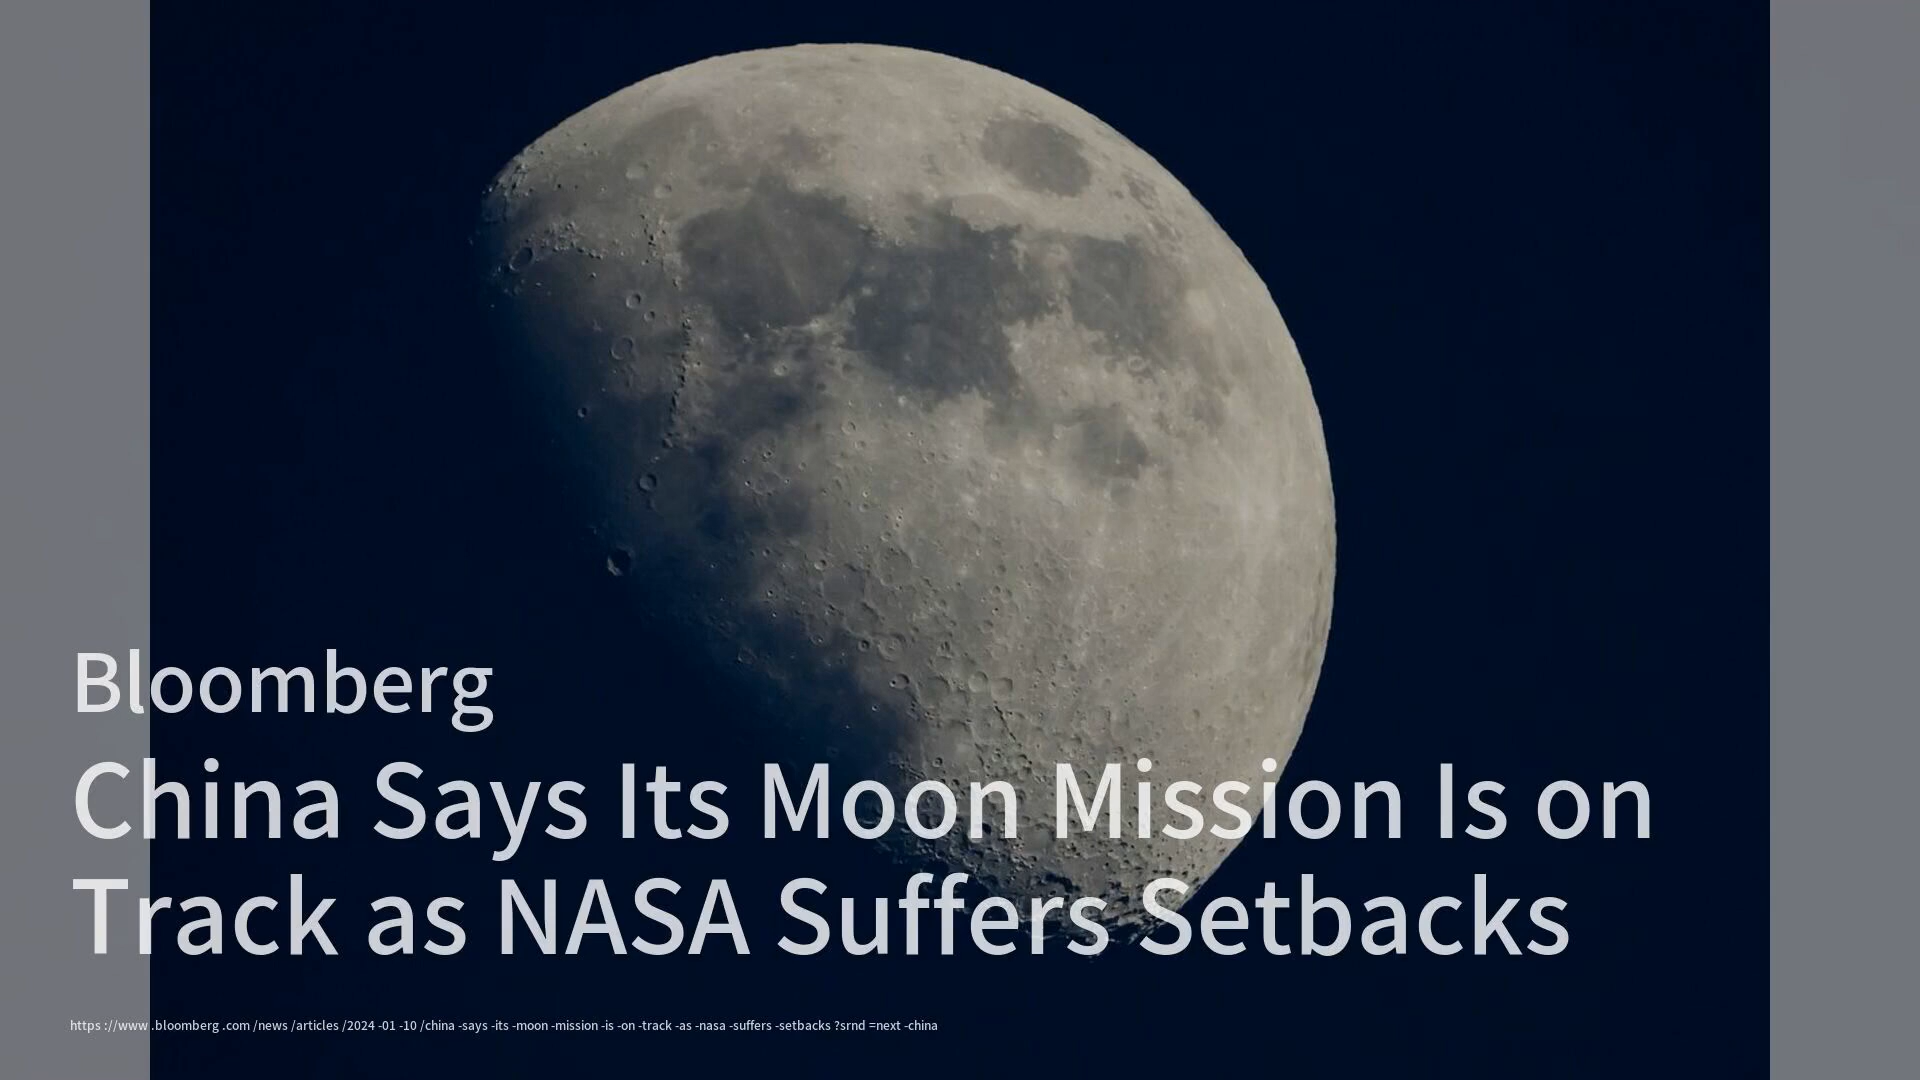 Bloomberg
China Says Its Moon Mission Is on
Track as NASA Suffers Setbacks
https ://www .bloomberg .com /news /articles /2024 -01 -10 /china -says -its -moon -mission -is -on -track -as -nasa -suffers -setbacks ?srnd =next -china